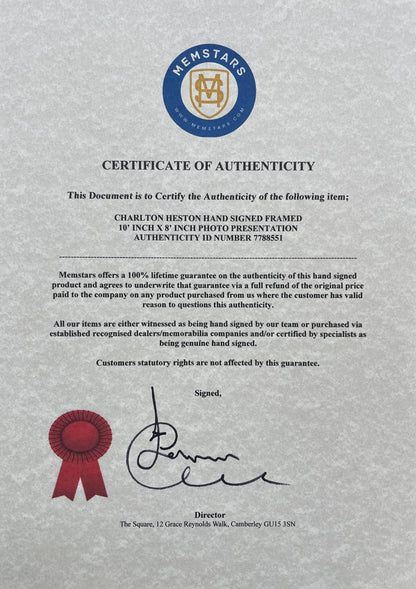 MEMSTARS
WWW.MEMSTARS.COM
CERTIFICATE OF AUTHENTICITY
This Document is to Certify the Authenticity of the following item;
CHARLTON HESTON HAND SIGNED FRAMED
10' INCH X 8' INCH PHOTO PRESENTATION
AUTHENTICITY ID NUMBER 7788551
Memstars offers a 100% lifetime guarantee on the authenticity of this hand signed
product and agrees to underwrite that guarantee via a full refund of the original price
paid to the company on any product purchased from us where the customer has valid
reason to questions this authenticity.
All our items are either witnessed as being hand signed by our team or purchased via
established recognised dealers/memorabilia companies and/or certified by specialists as
being genuine hand signed.
Customers statutory rights are not affected by this guarantee.
Signed,
Director
The Square, 12 Grace Reynolds Walk, Camberley GU15 3SN